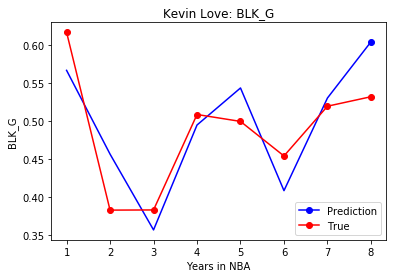 Kevin Love: BLK_G
BLK_G
0.60
0.55
0.50
0.45
0.40
0.35
1 2 3 4 5 6 7 8
Years in NBA
Prediction
True